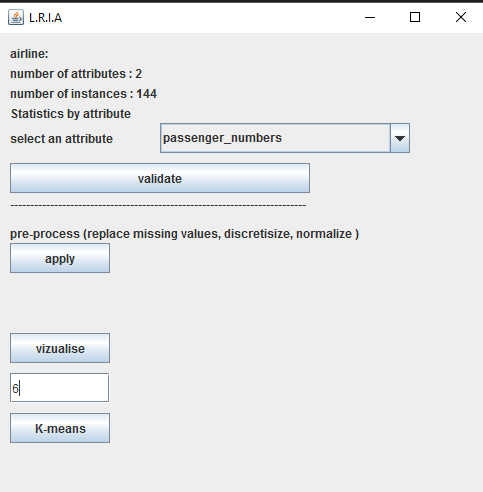 L.R.I.A
airline:
number of attributes : 2
number of instances : 144
Statistics by attribute
select an attribute passenger_numbers
validate
--------------------------------------------------------------------------
pre-process (replace missing values, discretisize, normalize )
apply
vizualise
6
K-means